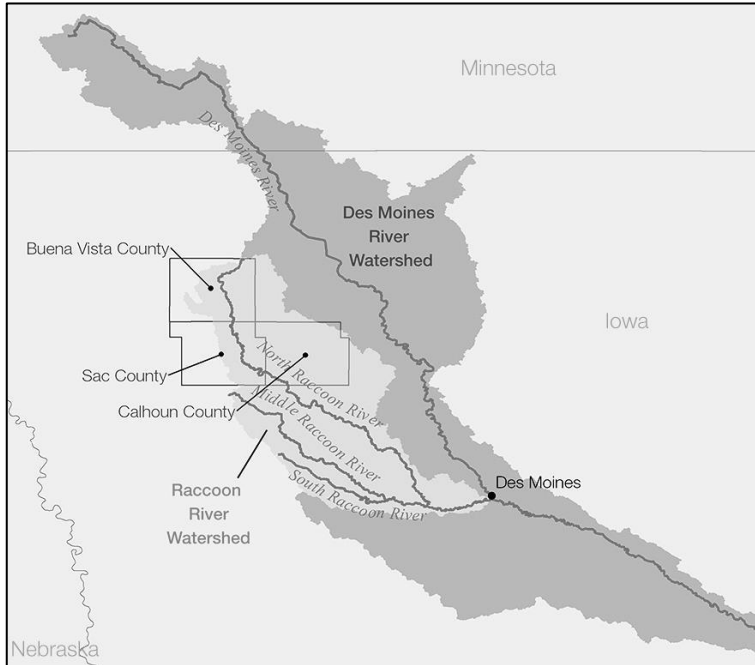 Minnesota
Des Moines River
Des Moines
River
Watershed
Buena Vista County
Iowa
North Raccoon River
Sac County
Middle Raccoon River
Calhoun County
South Raccoon River
Des Moines
Raccoon
River
Watershed
Nebraska